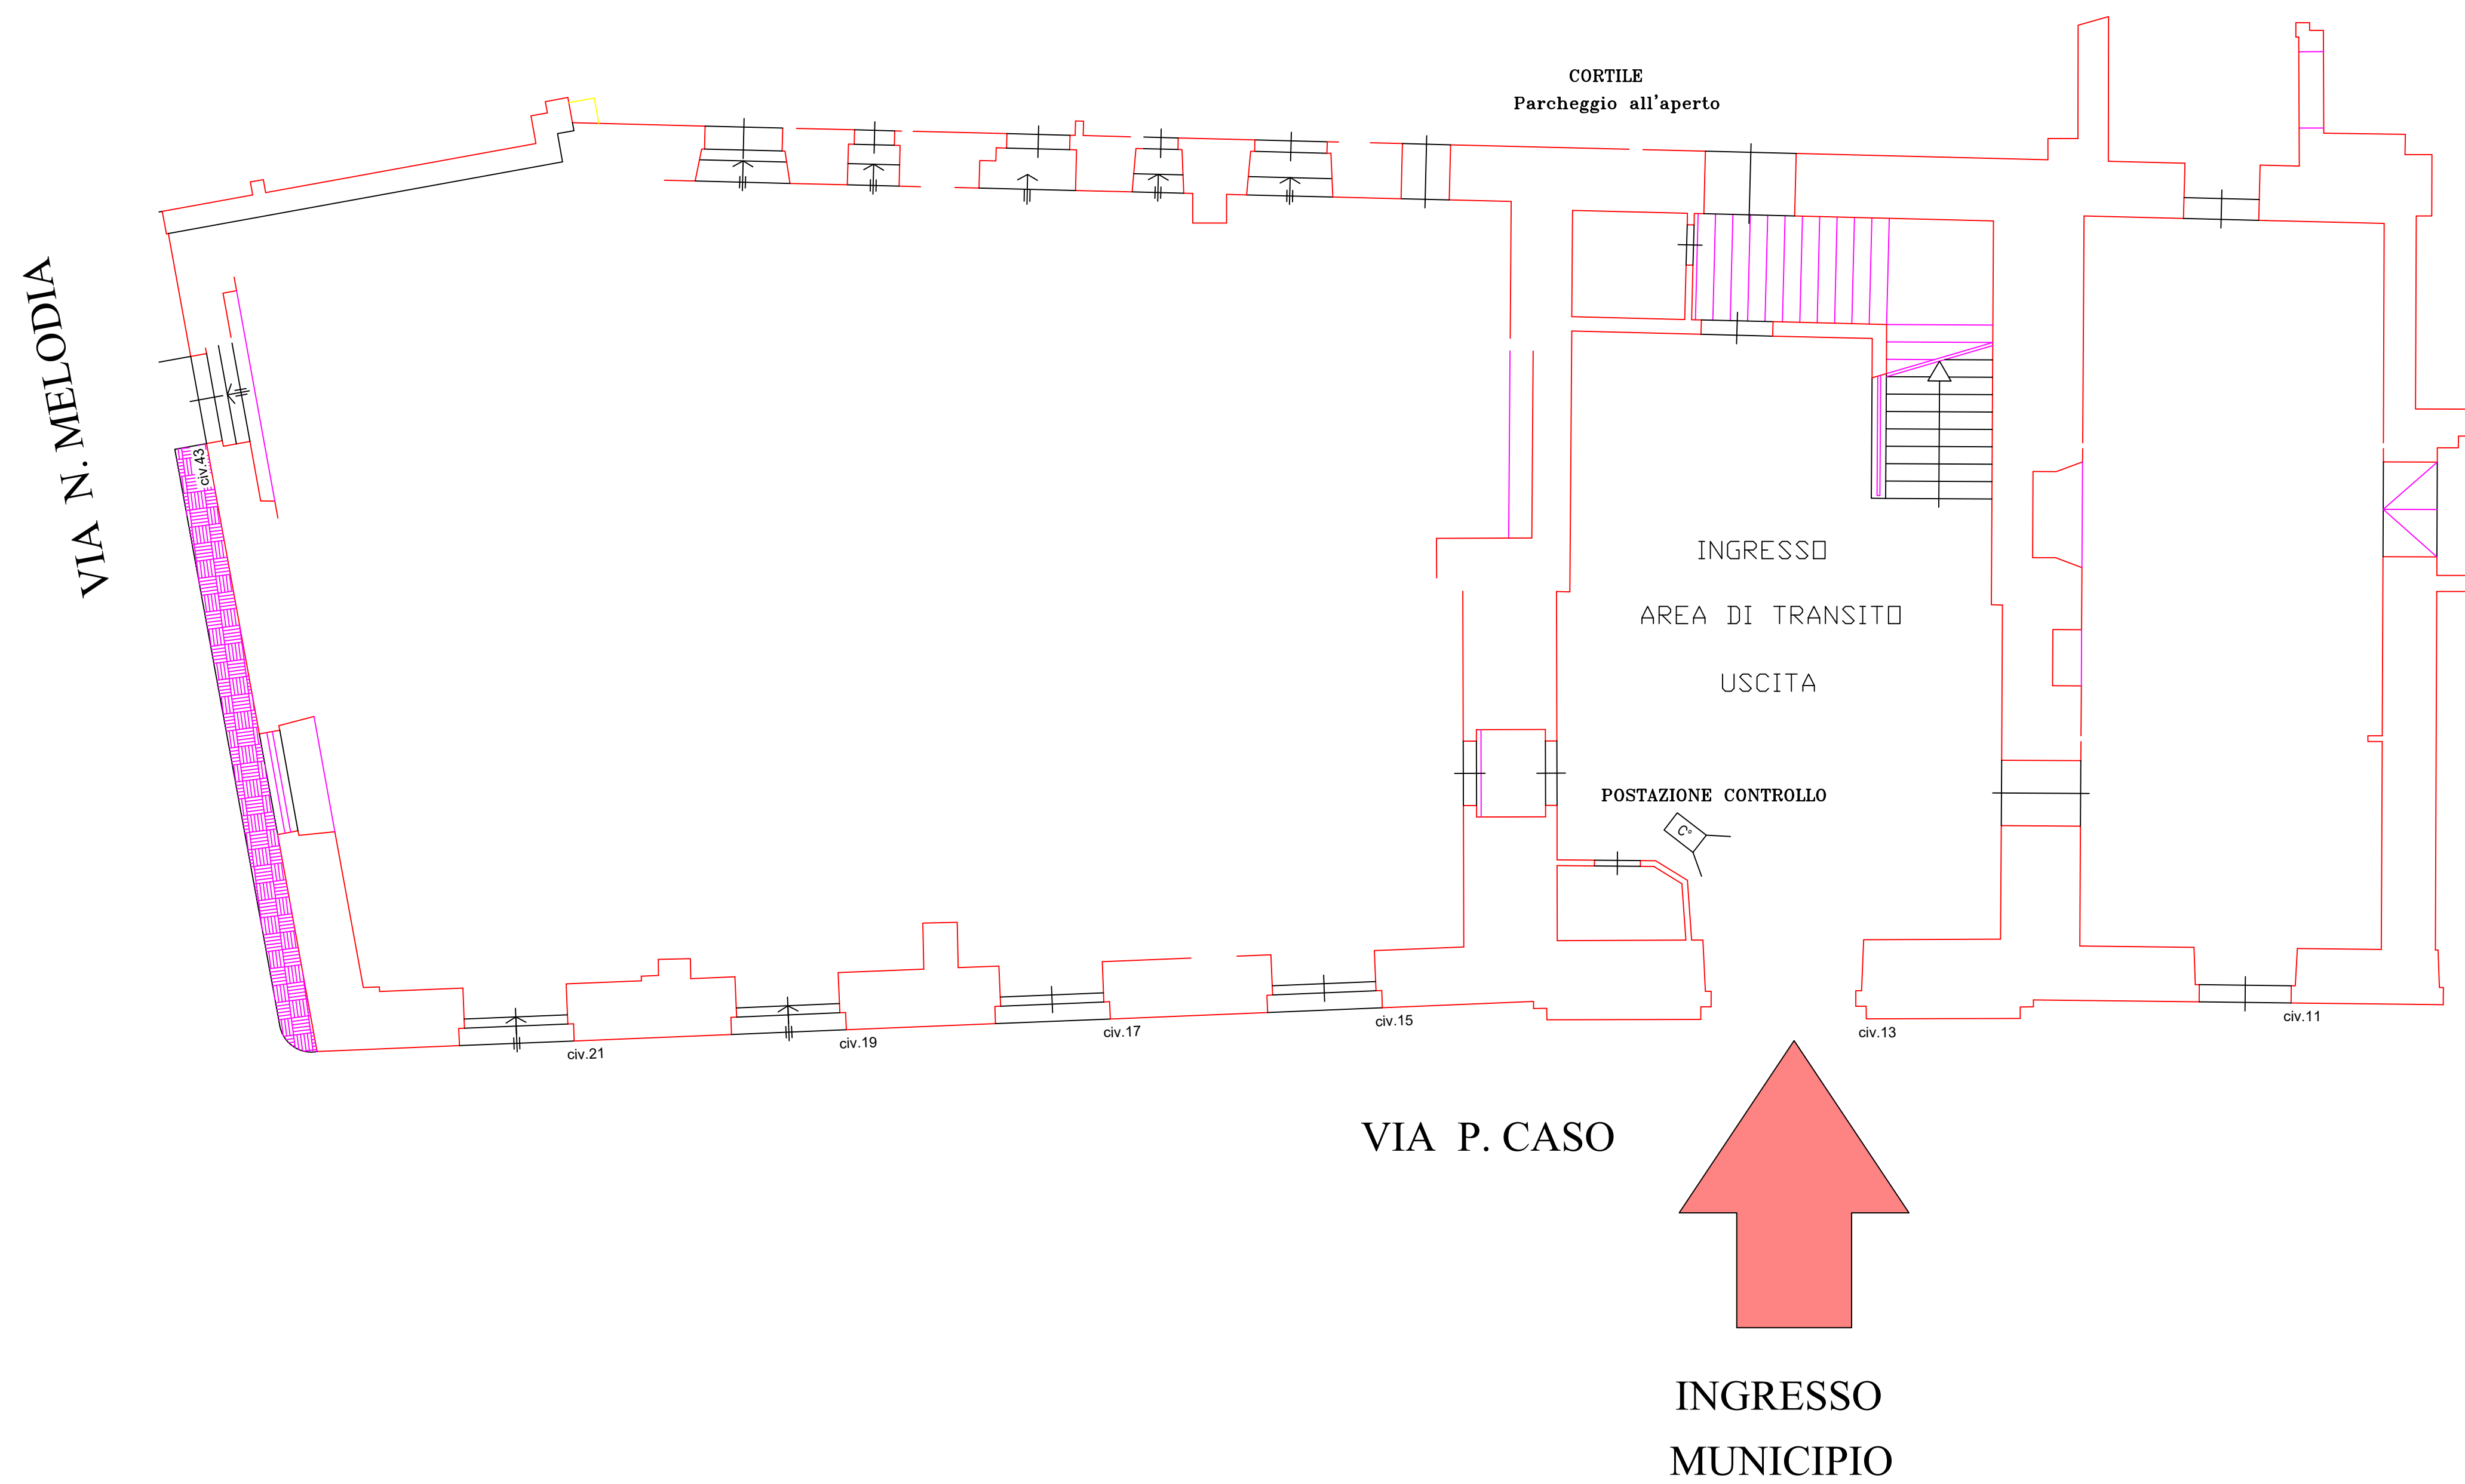 CORTILE
Parcheggio all'aperto
VIA N. MELODIA
civ.43
INGRESSO
AREA DI TRANSITO
USCITA
POSTAZIONE CONTROLLO
C°
civ.21
civ.19
civ.17
civ.15
civ.13
civ.11
VIA P. CASO
INGRESSO
MUNICIPIO